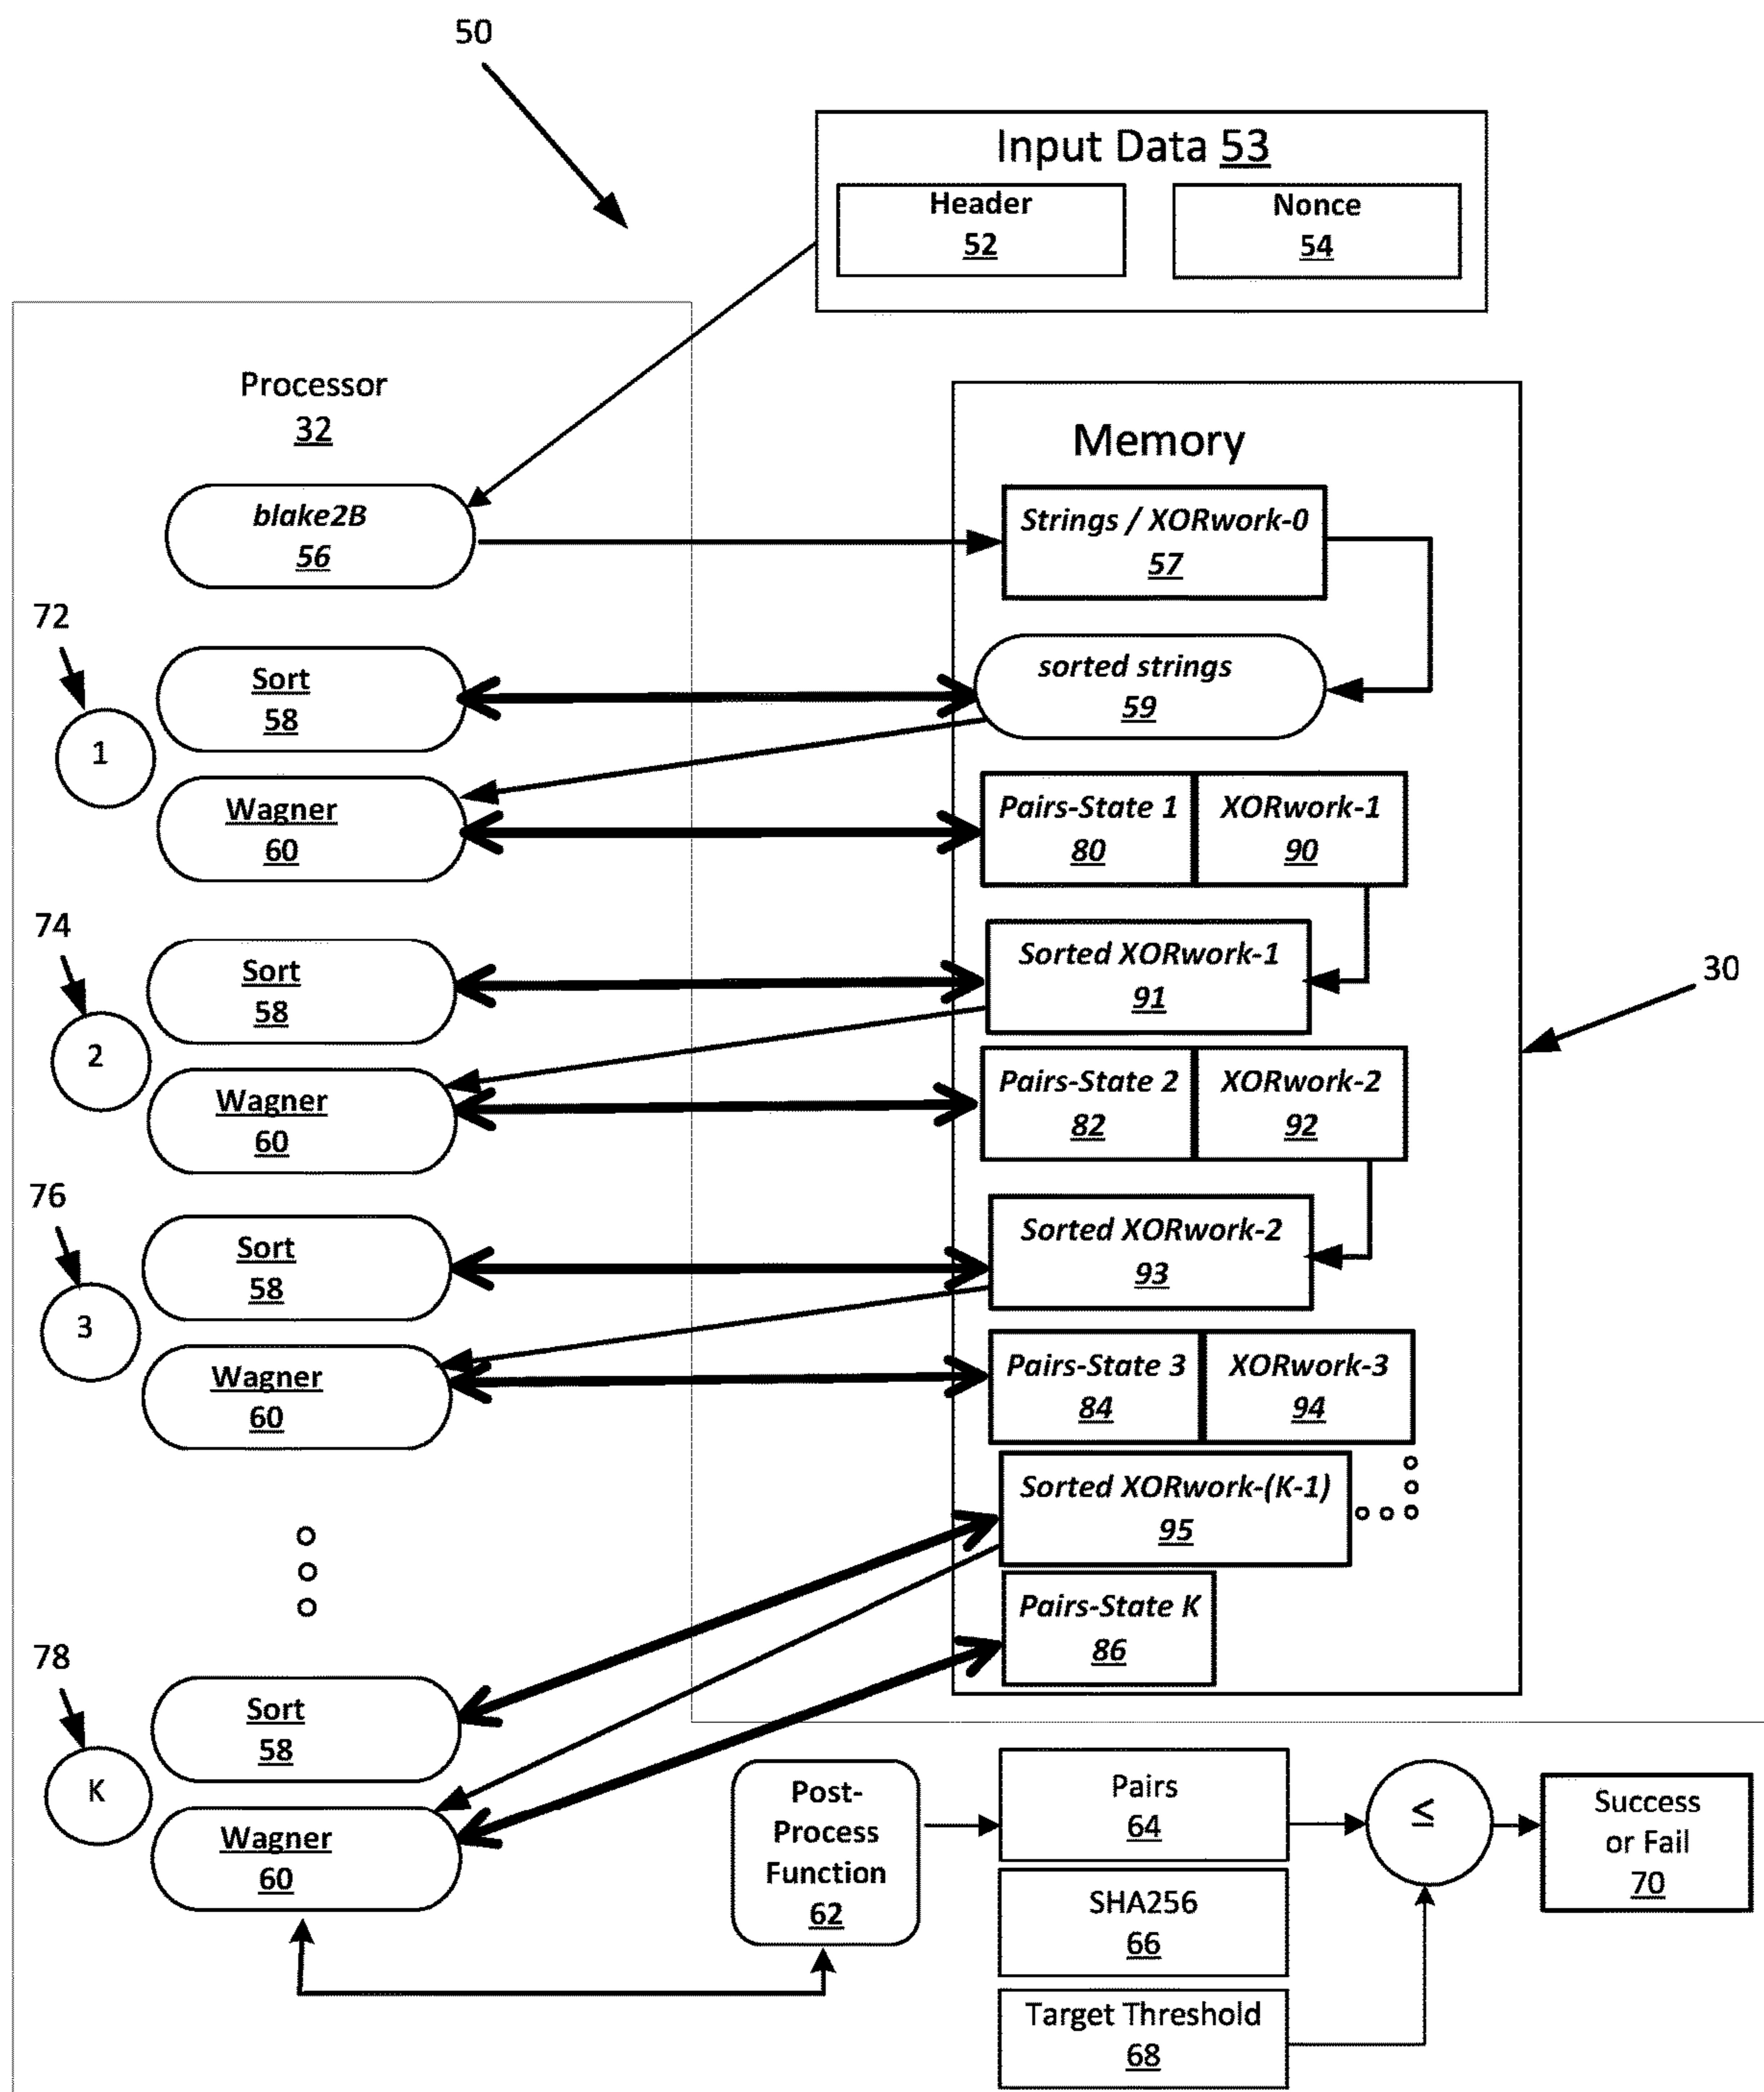 50
Input Data 53
Header
52
Nonce
54
Processor
32
Memory
blake2B
56
Strings / XORwork-0
57
72
Sort
58
sorted strings
59
1
Wagner
60
Pairs-State 1
80
XORwork-1
90
74
Sort
58
Sorted XORwork-1
91
30
2
Wagner
60
Pairs-State 2
82
XORwork-2
92
76
Sort
58
Sorted XORwork-2
93
3
Wagner
60
Pairs-State 3
84
XORwork-3
94
Sorted XORwork-(K-1)
95
Pairs-State K
86
78
Sort
58
K
Wagner
60
Post-
Process
Function
62
Pairs
64
≤
Success
or Fail
70
SHA256
66
Target Threshold
68